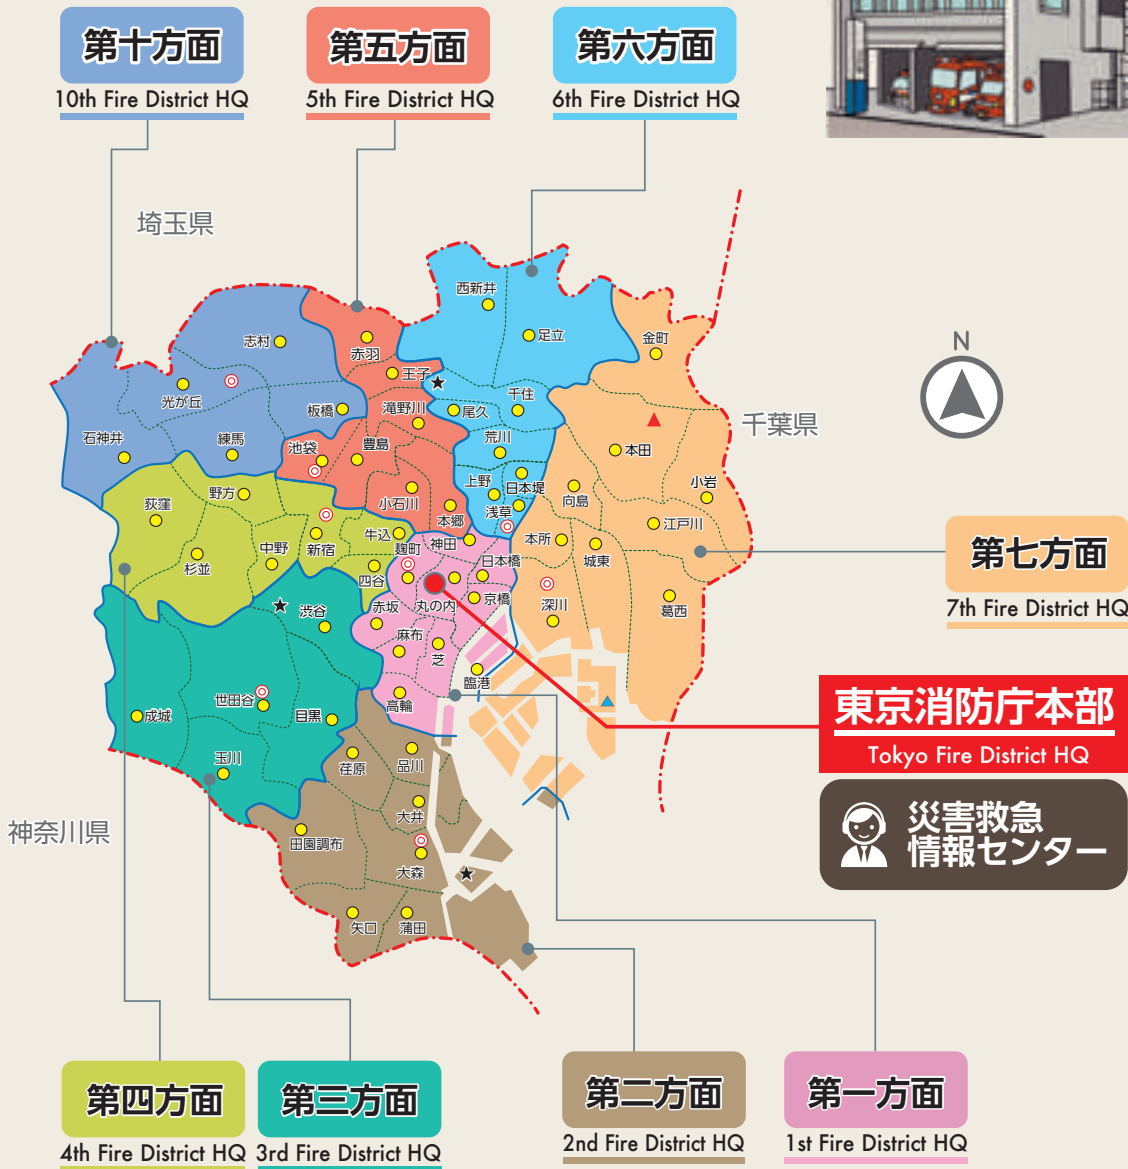 第十方面
10th Fire District HQ
第五方面
5th Fire District HQ
第六方面
6th Fire District HQ
埼玉県
西新井
足立
金町
志村
赤羽
王子
千住
光が丘
板橋
滝野川
尾久
N
千葉県
石神井
練馬
池袋
豊島
荒川
本田
小石川
本郷
上野
日本堤
浅草
向島
小岩
荻窪
野方
江戸川
杉並
中野
新宿
牛込
麹町
神田
本所
城東
四谷
日本橋
第七方面
7th Fire District HQ
渋谷
赤坂
丸の内
京橋
深川
葛西
麻布
芝
臨港
高輪
成城
世田谷
目黒
東京消防庁本部
Tokyo Fire District HQ
玉川
荏原
品川
災害救急
情報センター
神奈川県
田園調布
大井
大森
矢口
蒲田
第四方面
4th Fire District HQ
第三方面
3rd Fire District HQ
第二方面
2nd Fire District HQ
第一方面
1st Fire District HQ